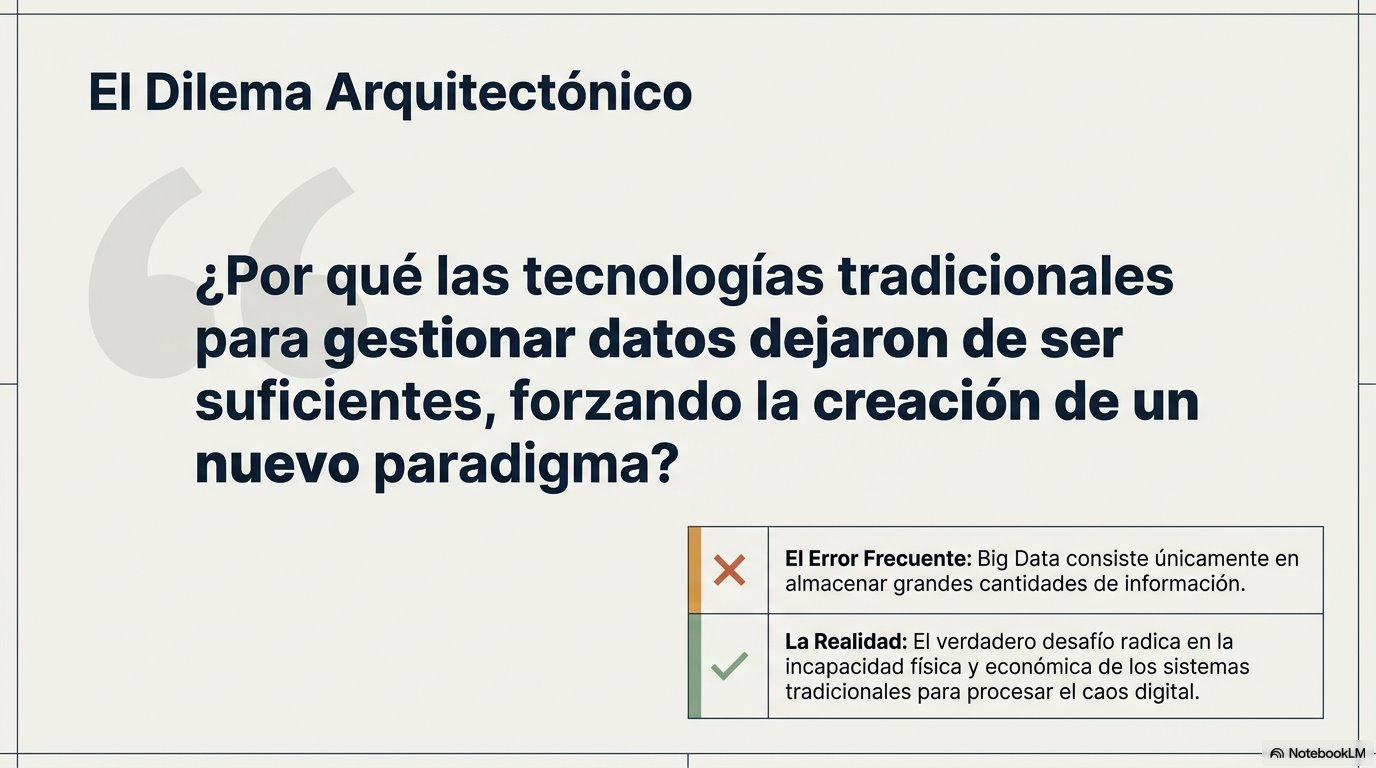 El Dilema Arquitectónico
¿Por qué las tecnologías tradicionales
para gestionar datos dejaron de ser
suficientes, forzando la creación de un
nuevo paradigma?
El Error Frecuente: Big Data consiste únicamente en
almacenar grandes cantidades de información.
La Realidad: El verdadero desafío radica en la
incapacidad física y económica de los sistemas
tradicionales para procesar el caos digital.
NotebookLM